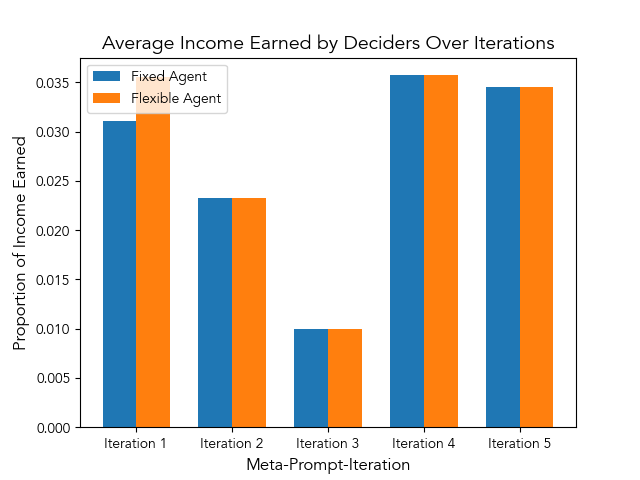 Average Income Earned by Deciders Over Iterations
Fixed Agent
Flexible Agent
Proportion of Income Earned
0.035
0.030
0.025
0.020
0.015
0.010
0.005
0.000
Iteration 1
Iteration 2
Iteration 3
Iteration 4
Iteration 5
Meta-Prompt-Iteration